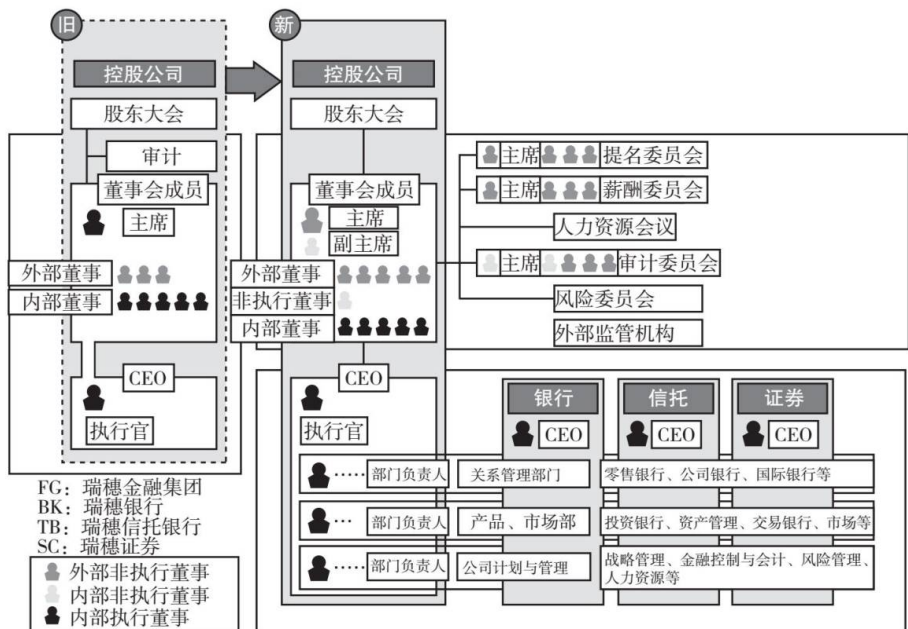 旧
控股公司
股东大会
审计
董事会成员
主席
外部董事
内部董事
CEO
执行官
FG：瑞穗金融集团
BK：瑞穗银行
TB：瑞穗信托银行
SC：瑞穗证券
外部非执行董事
内部非执行董事
内部执行董事
新
控股公司
股东大会
董事会成员
主席
副主席
外部董事
非执行董事
内部董事
主席 提名委员会
主席 薪酬委员会
人力资源会议
主席 审计委员会
风险委员会
外部监管机构
CEO
执行官
银行 信托 证券
CEO CEO CEO
…… 部门负责人 关系管理部门 零售银行、公司银行、国际银行等
… 部门负责人 产品、市场部 投资银行、资产管理、交易银行、市场等
…… 部门负责人 公司计划与管理 战略管理、金融控制与会计、风险管理、
人力资源等